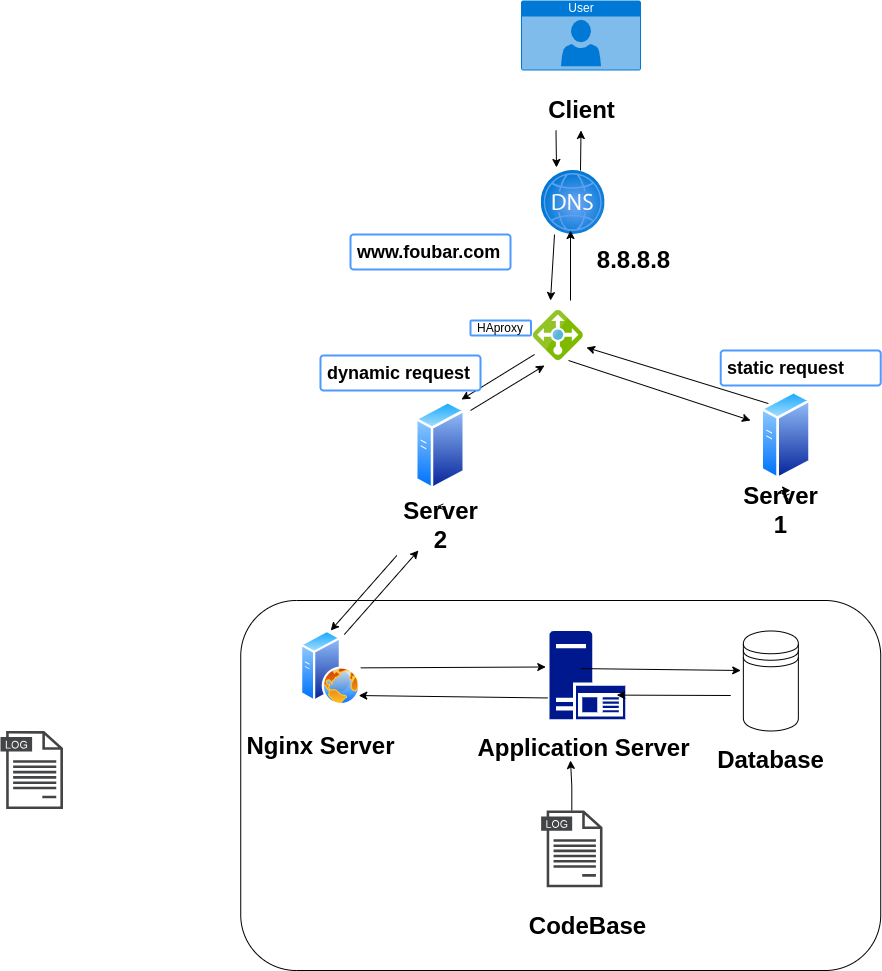 User
Client
DNS
www.foubar.com
8.8.8.8
HAproxy
dynamic request
static request
Server
2
Server
1
Nginx Server
Application Server
Database
LOG
LOG
CodeBase